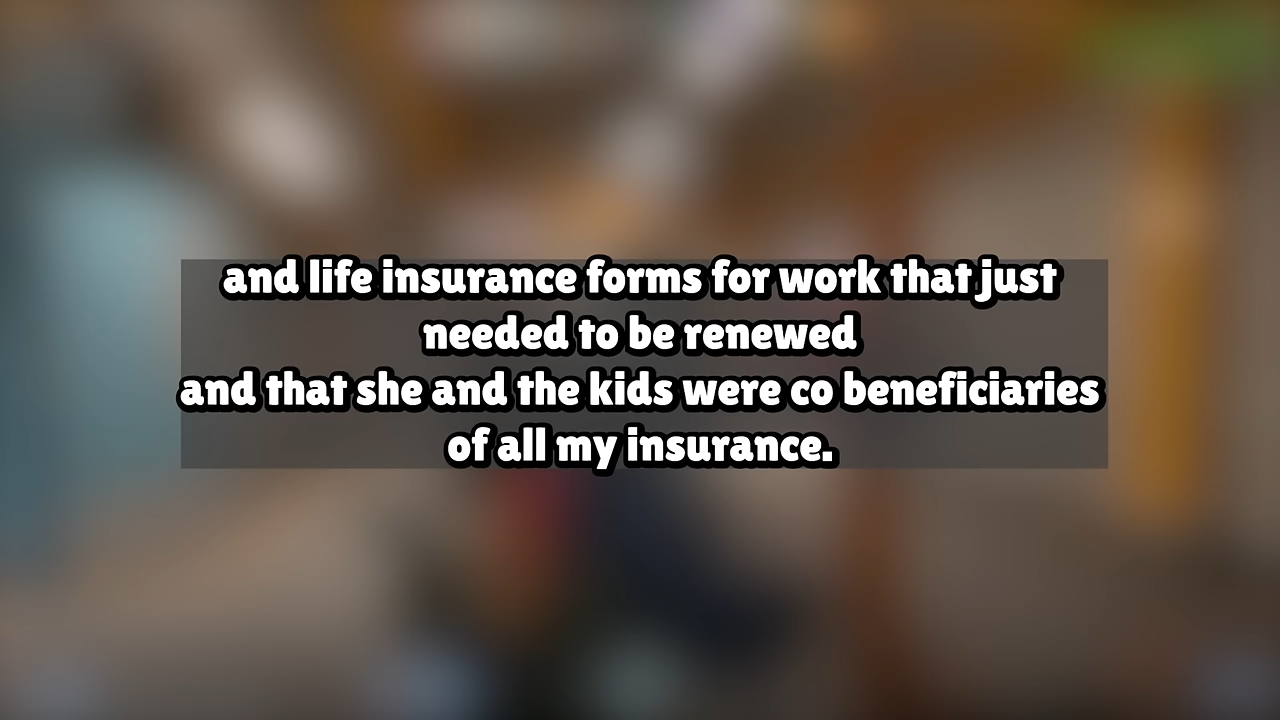 and life insurance forms for work that just
needed to be renewed
and that she and the kids were co beneficiaries
of all my insurance.